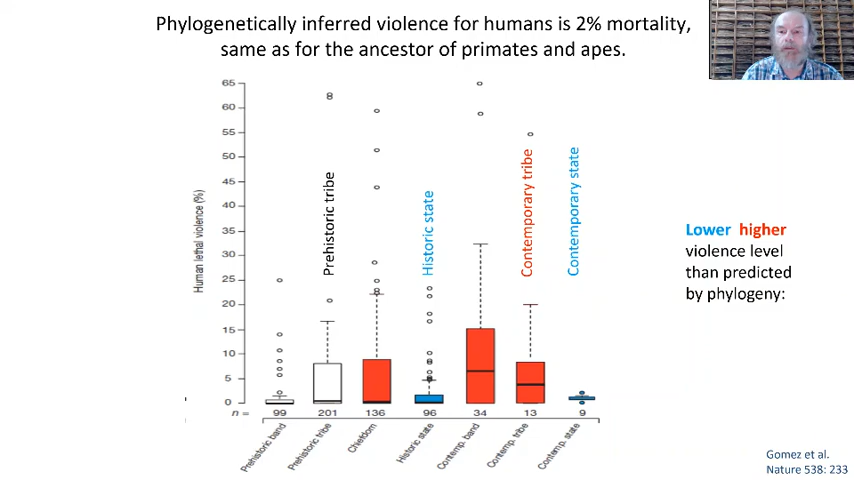 Phylogenetically inferred violence for humans is 2% mortality,
same as for the ancestor of primates and apes.
65
60
55
50
45
40
35
30
25
20
15
10
5
0
Human lethal violence (%)
Prehistoric tribe
Historic state
Contemporary tribe
Contemporary state
Lower higher
violence level
than predicted
by phylogeny:
n = 99 201 136 96 34 13 9
Prehistoric band
Prehistoric tribe
Chiefdom
Historic state
Contemp. band
Contemp. tribe
Contemp. state
Gomez et al.
Nature 538: 233